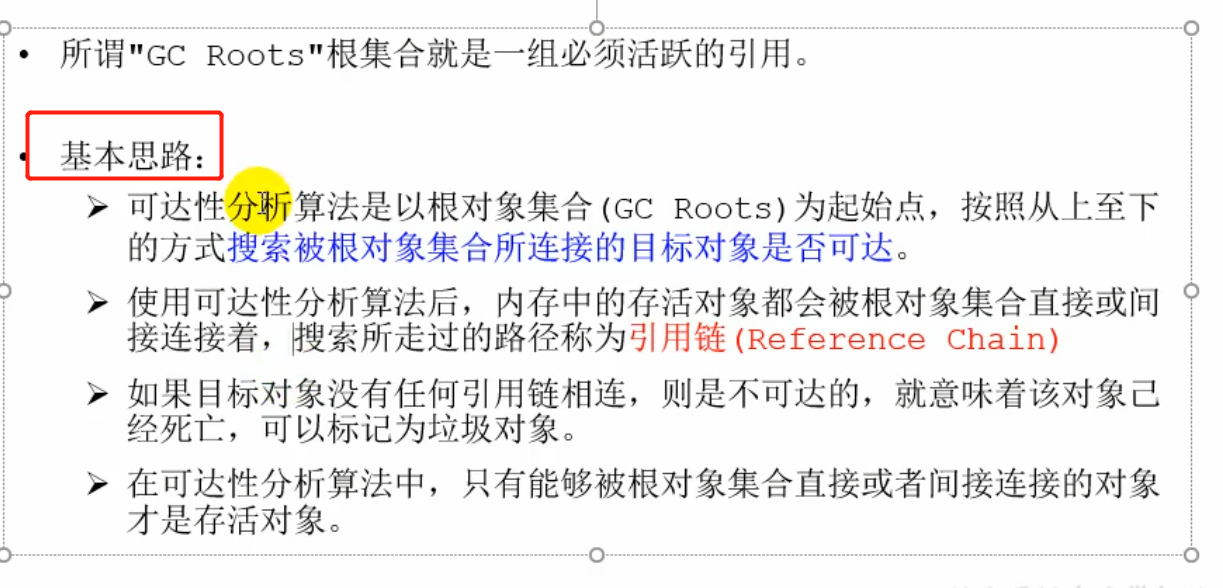 • 所谓"GC Roots"根集合就是一组必须活跃的引用。
• 基本思路：
➢ 可达性分析算法是以根对象集合(GC Roots)为起始点，按照从上至下
的方式搜索被根对象集合所连接的目标对象是否可达。
➢ 使用可达性分析算法后，内存中的存活对象都会被根对象集合直接或间
接连接着，搜索所走过的路径称为引用链(Reference Chain)
➢ 如果目标对象没有任何引用链相连，则是不可达的，就意味着该对象己
经死亡，可以标记为垃圾对象。
➢ 在可达性分析算法中，只有能够被根对象集合直接或者间接连接的对象
才是存活对象。